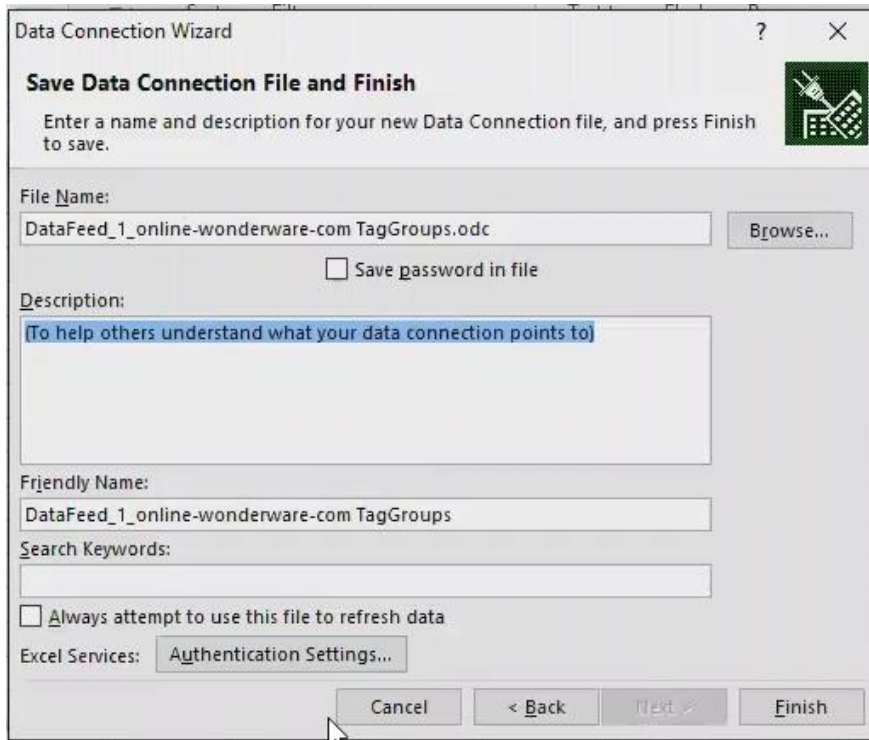 Data Connection Wizard ?
Save Data Connection File and Finish
Enter a name and description for your new Data Connection file, and press Finish
to save.
File Name:
DataFeed_1_online-wonderware-com TagGroups.odc
Browse...
Save password in file
Description:
(To help others understand what your data connection points to)
Friendly Name:
DataFeed_1_online-wonderware-com TagGroups
Search Keywords:
Always attempt to use this file to refresh data
Excel Services: Authentication Settings...
Cancel < Back Next > Finish